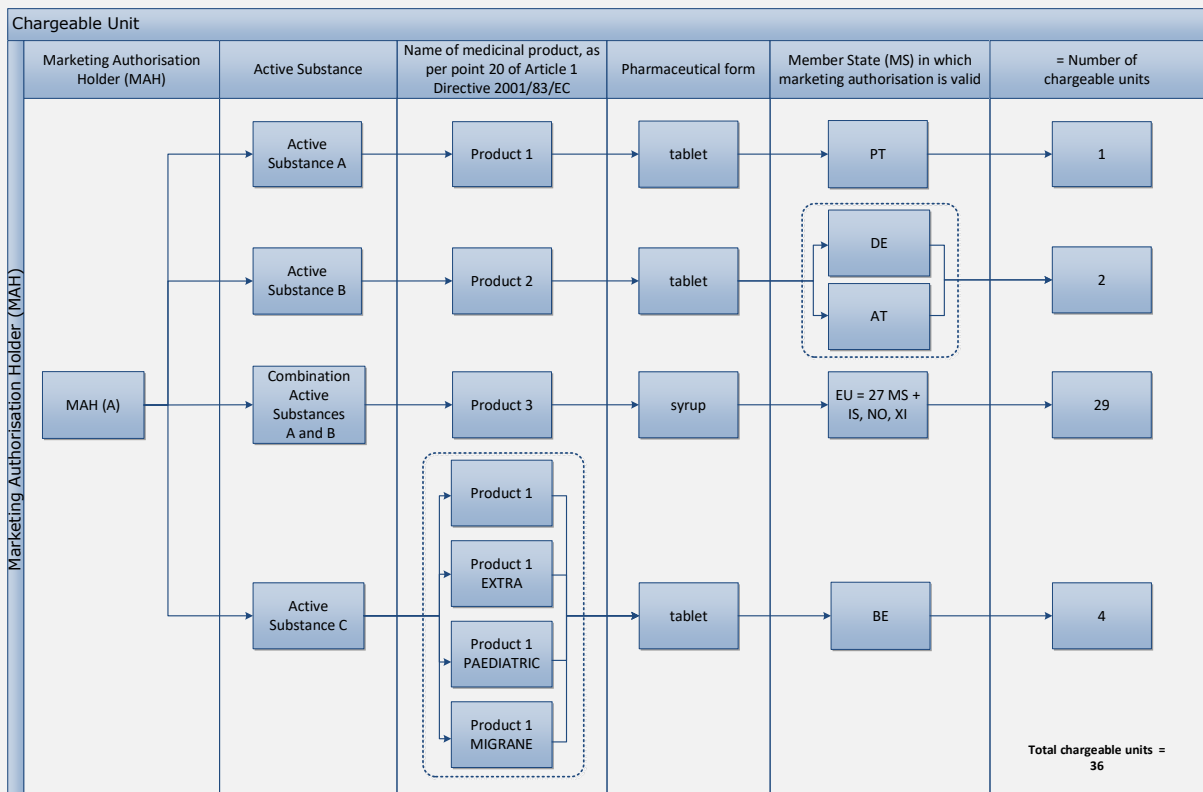 Chargeable Unit
Marketing Authorisation Holder (MAH)
Marketing Authorisation
Holder (MAH)
Active Substance
Name of medicinal product, as
per point 20 of Article 1
Directive 2001/83/EC
Pharmaceutical form
Member State (MS) in which
marketing authorisation is valid
= Number of
chargeable units
MAH (A)
Active
Substance A
Product 1
tablet
PT
1
Active
Substance B
Product 2
tablet
DE
AT
2
Combination
Active
Substances
A and B
Product 3
syrup
EU = 27 MS +
IS, NO, XI
29
Active
Substance C
Product 1
Product 1
EXTRA
Product 1
PAEDIATRIC
Product 1
MIGRANE
tablet
BE
4
Total chargeable units =
36